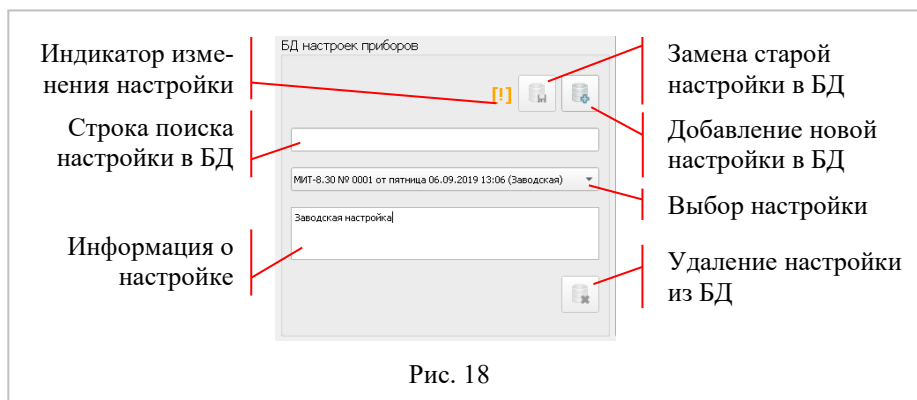 Индикатор изме-
нения настройки
Строка поиска
настройки в БД
Информация о
настройке
БД настроек приборов
[!]
МИТ-8.30 № 0001 от пятница 06.09.2019 13:06 (Заводская)
Заводская настройка
Замена старой
настройки в БД
Добавление новой
настройки в БД
Выбор настройки
Удаление настройки
из БД
Рис. 18